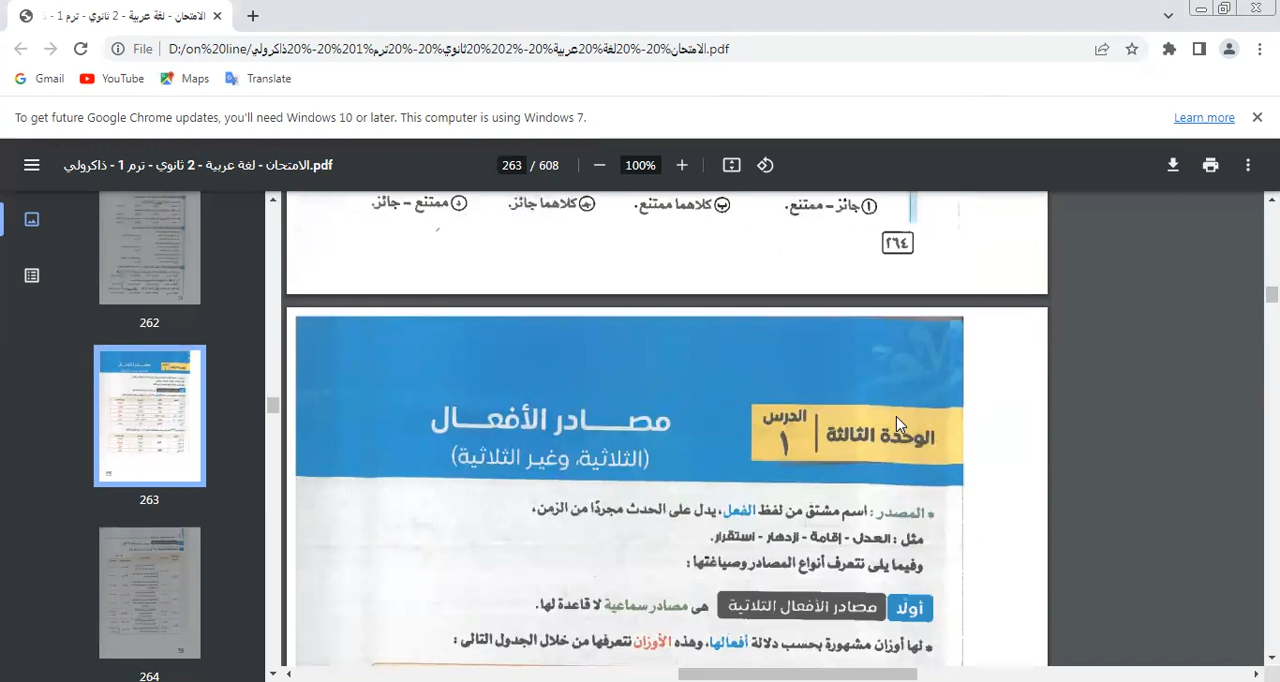 الامتحان - لغة عربية - 2 ثانوي - ترم 1 -
File
D:/on%20line/الامتحان%20-%20لغة%20عربية%20-%202%20ثانوي%20-%20ترم%201%20-%20ذاكرولي.pdf
Gmail
YouTube
Maps
Translate
To get future Google Chrome updates, you'll need Windows 10 or later. This computer is using Windows 7.
Learn more
الامتحان - لغة عربية - 2 ثانوي - ترم 1 - ذاكرولي.pdf
263 / 608
100%
262
263
264
أ جائز - ممتنع. ب كلاهما ممتنع. ج كلاهما جائز. د ممتنع - جائز.
٢٦٤
الوحدة الثالثة
الدرس
١
مصـــادر الأفعـــال
(الثلاثية، وغير الثلاثية)
* المصدر : اسم مشتق من لفظ الفعل، يدل على الحدث مجردًا من الزمن،
مثل : العدل - إقامة - ازدهار - استقرار.
وفيما يلى نتعرف أنواع المصادر وصياغتها :
أولًا مصادر الأفعال الثلاثية هى مصادر سماعية لا قاعدة لها.
* لها أوزان مشهورة بحسب دلالة أفعالها، وهذه الأوزان نتعرفها من خلال الجدول التالى :